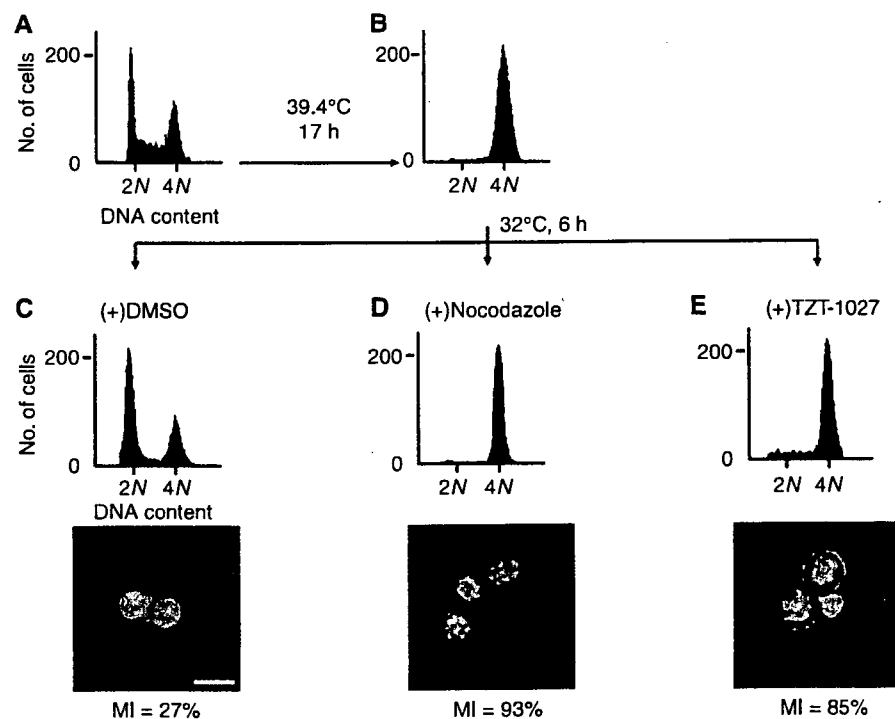 A
B
No. of cells
200
0
2N 4N
DNA content
39.4°C
17 h
200
0
2N 4N
32°C, 6 h
C (+)DMSO
D (+)Nocodazole
E (+)TZT-1027
No. of cells
200
0
2N 4N
DNA content
200
0
2N 4N
200
0
2N 4N
MI = 27%
MI = 93%
MI = 85%